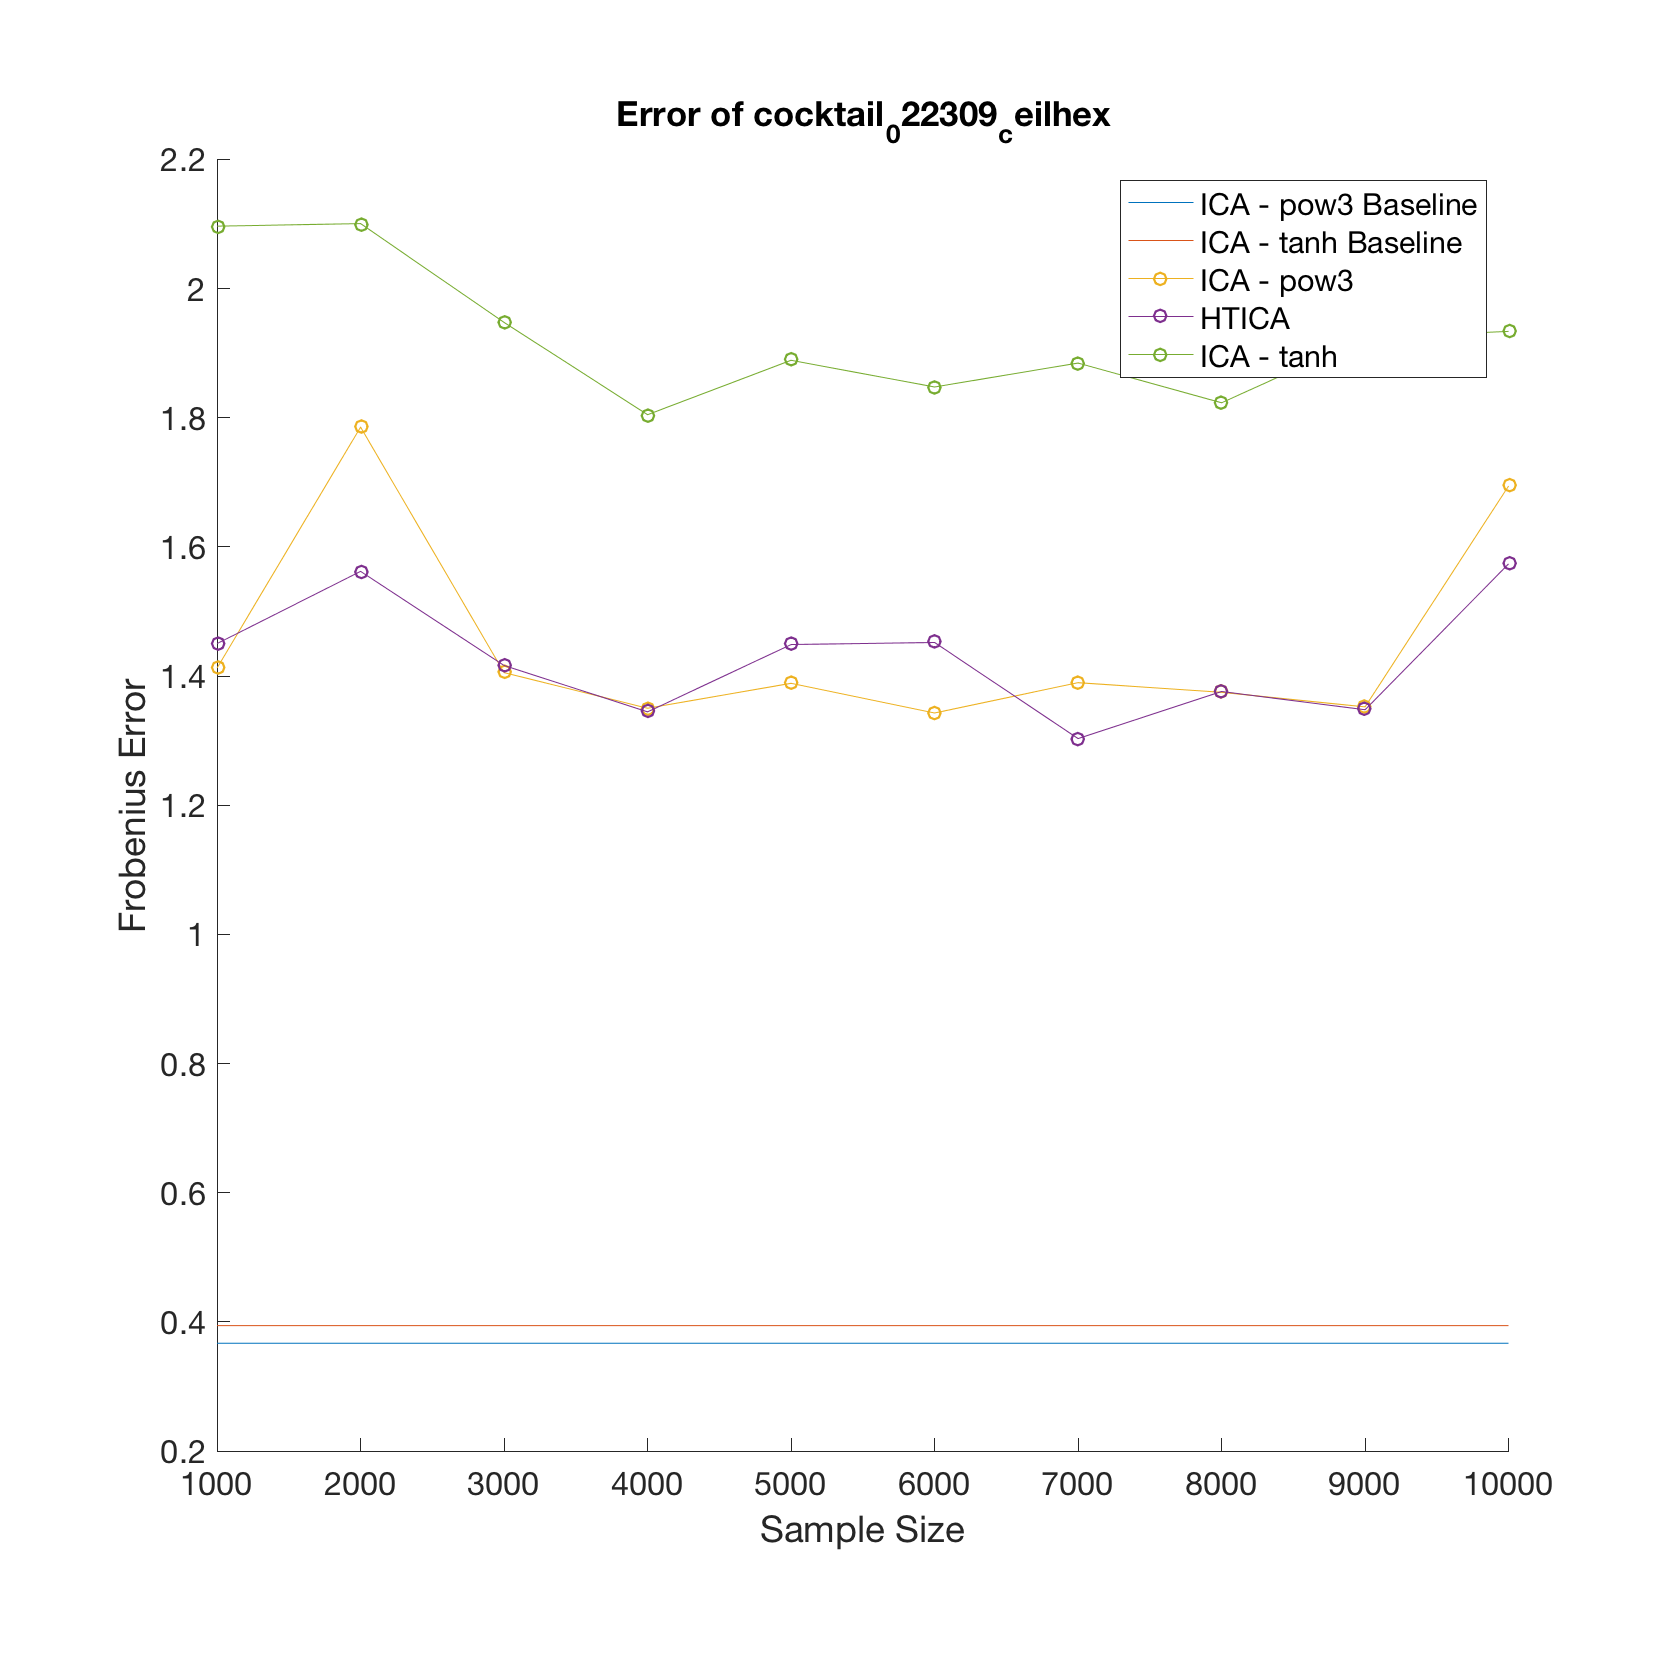 Error of cocktail_022309_ceilhex
2.2
2
1.8
1.6
1.4
1.2
1
0.8
0.6
0.4
0.2
Frobenius Error
ICA - pow3 Baseline
ICA - tanh Baseline
ICA - pow3
HTICA
ICA - tanh
1000 2000 3000 4000 5000 6000 7000 8000 9000 10000
Sample Size